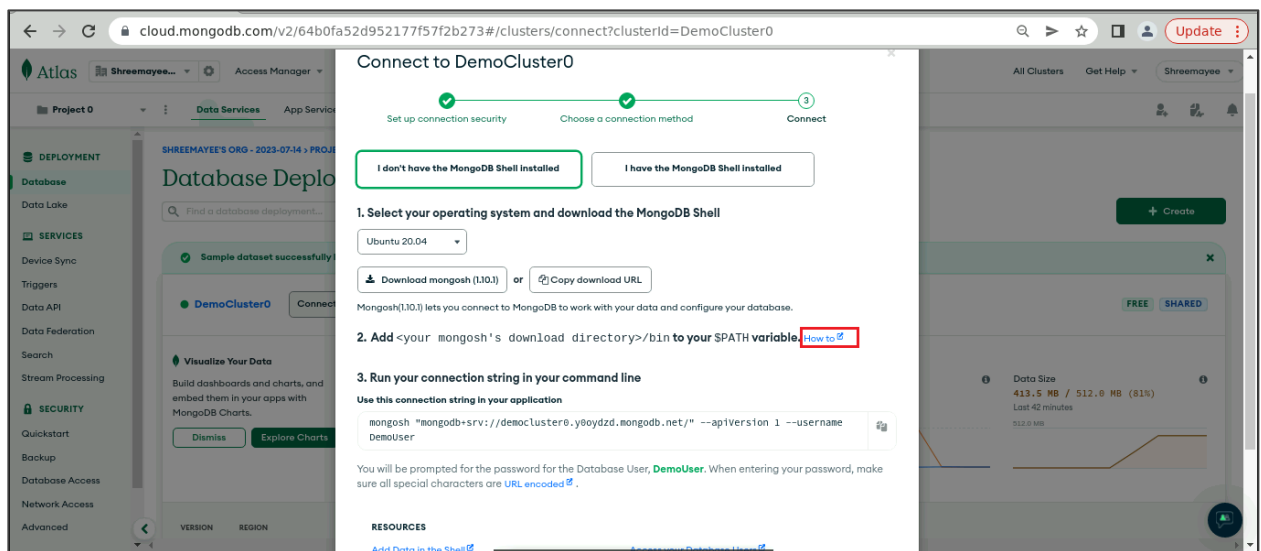 cloud.mongodb.com/v2/64b0fa52d952177f57f2b273#/clusters/connect?clusterId=DemoCluster0
Update
Atlas
Shreemayee...
Access Manager
All Clusters
Get Help
Shreemayee
Project 0
Data Services
App Service
DEPLOYMENT
Database
Data Lake
SERVICES
Device Sync
Triggers
Data API
Data Federation
Search
Stream Processing
SECURITY
Quickstart
Backup
Database Access
Network Access
Advanced
SHREEMAYEE'S ORG - 2023-07-14 > PROJE
Database Deplo
Find a database deployment...
+ Create
Sample dataset successfully l
DemoCluster0
Connect
FREE
SHARED
Visualize Your Data
Build dashboards and charts, and
embed them in your apps with
MongoDB Charts.
Dismiss
Explore Charts
Data Size
413.5 MB / 512.0 MB (81%)
Last 42 minutes
512.0 MB
VERSION
REGION
Connect to DemoCluster0
3
Set up connection security
Choose a connection method
Connect
I don't have the MongoDB Shell installed
I have the MongoDB Shell installed
1. Select your operating system and download the MongoDB Shell
Ubuntu 20.04
Download mongosh (1.10.1)
or
Copy download URL
Mongosh(1.10.1) lets you connect to MongoDB to work with your data and configure your database.
2. Add <your mongosh's download directory>/bin to your $PATH variable. How to
3. Run your connection string in your command line
Use this connection string in your application
mongosh "mongodb+srv://democluster0.y0oydzd.mongodb.net/" --apiVersion 1 --username
DemoUser
You will be prompted for the password for the Database User, DemoUser. When entering your password, make
sure all special characters are URL encoded .
RESOURCES
Add Data in the Shell
Access your Database Users